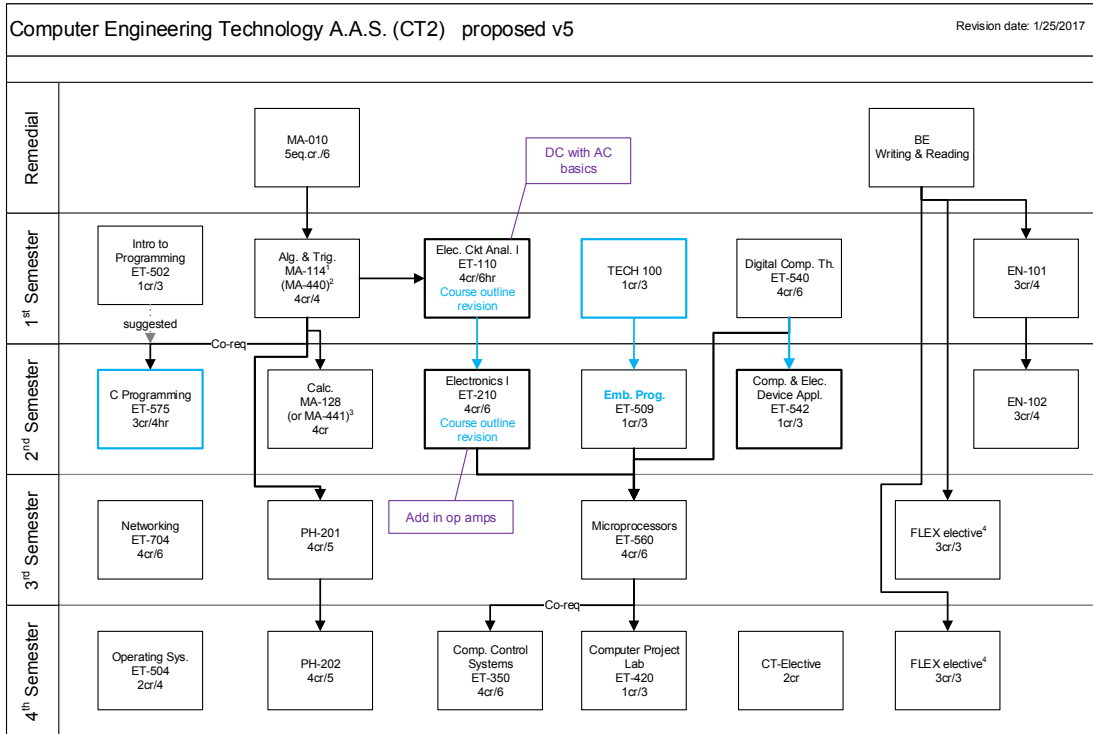 Computer Engineering Technology A.A.S. (CT2) proposed v5
Revision date: 1/25/2017
Remedial
MA-010
5eq.cr./6
DC with AC
basics
BE
Writing & Reading
1st Semester
Intro to
Programming
ET-502
1cr/3
Alg. & Trig.
MA-114¹
(MA-440)²
4cr/4
Elec. Ckt Anal. I
ET-110
4cr/6hr
Course outline
revision
TECH 100
1cr/3
Digital Comp. Th.
ET-540
4cr/6
EN-101
3cr/4
suggested
Co-req
2nd Semester
C Programming
ET-575
3cr/4hr
Calc.
MA-128
(or MA-441)³
4cr
Electronics I
ET-210
4cr/6
Course outline
revision
Emb. Prog.
ET-509
1cr/3
Comp. & Elec.
Device Appl.
ET-542
1cr/3
EN-102
3cr/4
3rd Semester
Networking
ET-704
4cr/6
PH-201
4cr/5
Add in op amps
Microprocessors
ET-560
4cr/6
FLEX elective⁴
3cr/3
Co-req
4th Semester
Operating Sys.
ET-504
2cr/4
PH-202
4cr/5
Comp. Control
Systems
ET-350
4cr/6
Computer Project
Lab
ET-420
1cr/3
CT-Elective
2cr
FLEX elective⁴
3cr/3